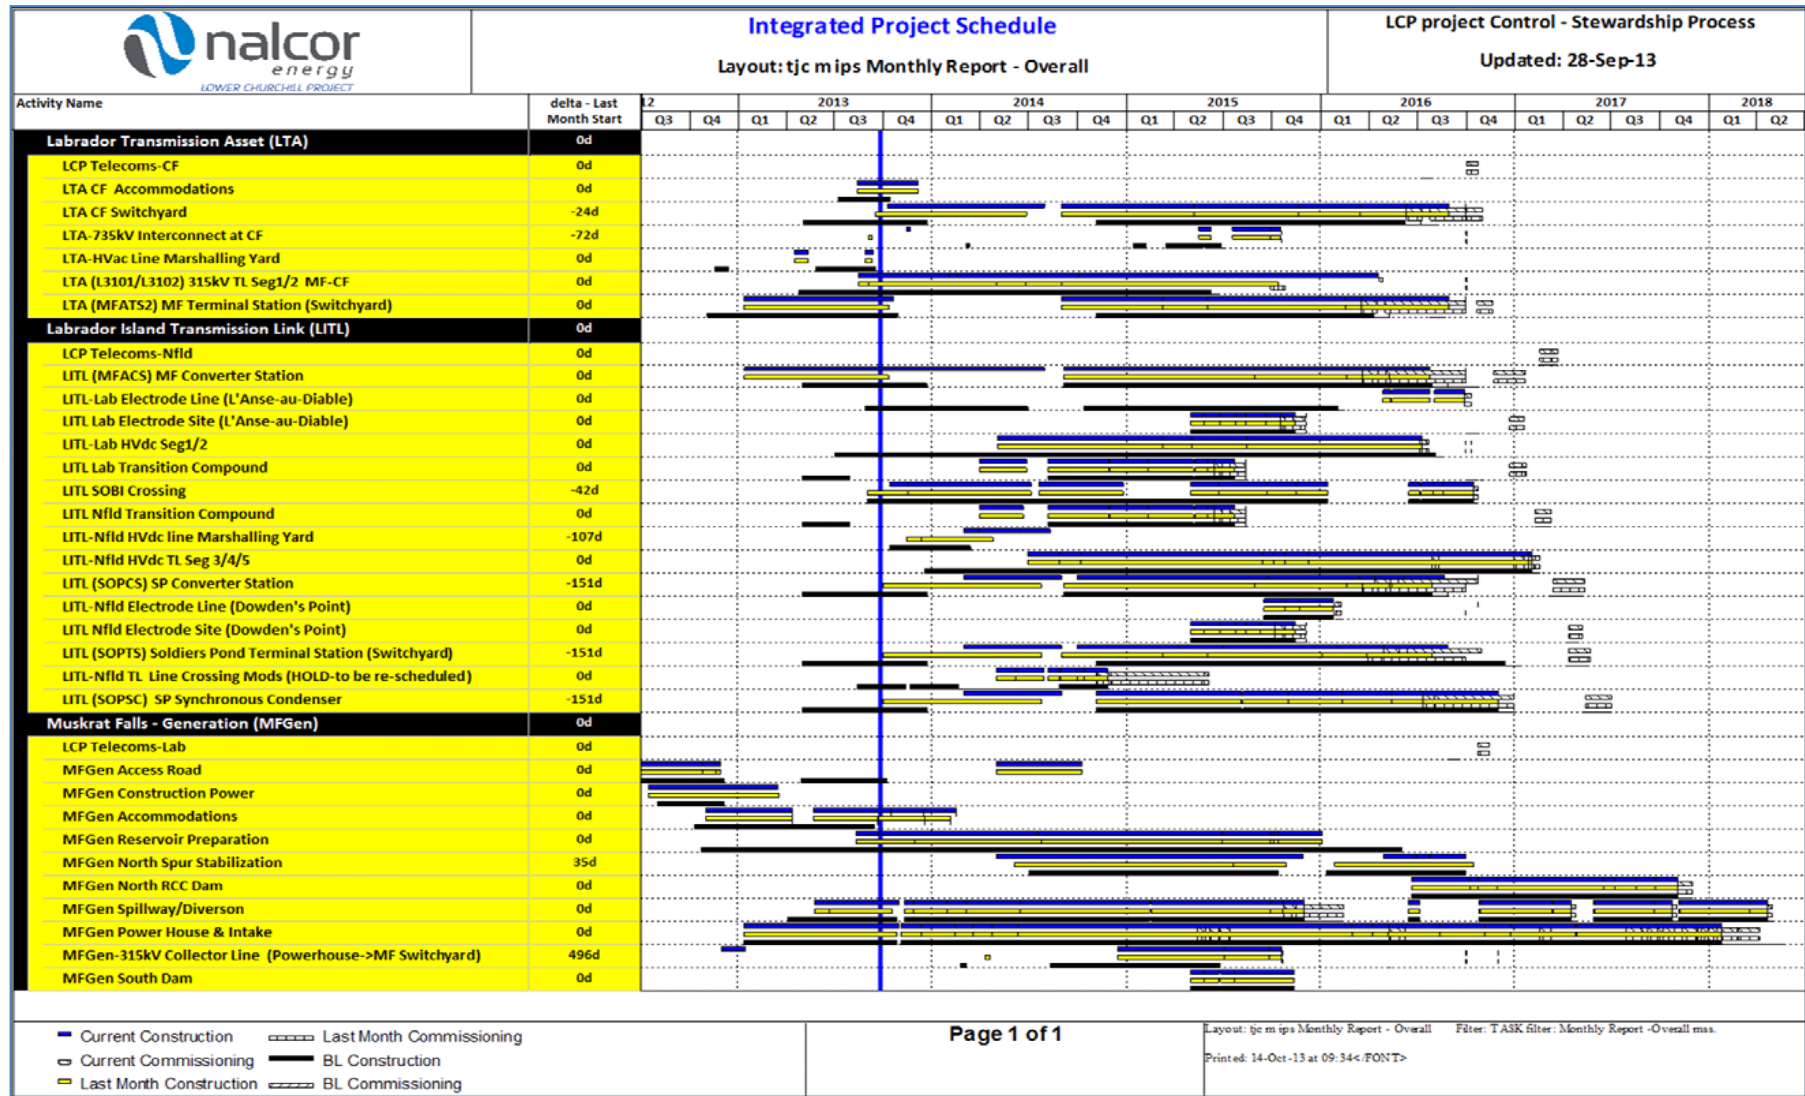 nalcor
energy
LOWER CHURCHILL PROJECT
Integrated Project Schedule
Layout: tjc m ips Monthly Report - Overall
LCP project Control - Stewardship Process
Updated: 28-Sep-13
Activity Name
delta - Last
Month Start
12 2013 2014 2015 2016 2017 2018
Q3 Q4 Q1 Q2 Q3 Q4 Q1 Q2 Q3 Q4 Q1 Q2 Q3 Q4 Q1 Q2 Q3 Q4 Q1 Q2 Q3 Q4 Q1 Q2
Labrador Transmission Asset (LTA) 0d
LCP Telecoms-CF 0d
LTA CF Accommodations 0d
LTA CF Switchyard -24d
LTA-735kV Interconnect at CF -72d
LTA-HVac Line Marshalling Yard 0d
LTA (L3101/L3102) 315kV TL Seg1/2 MF-CF 0d
LTA (MFATS2) MF Terminal Station (Switchyard) 0d
Labrador Island Transmission Link (LITL) 0d
LCP Telecoms-Nfld 0d
LITL (MFACS) MF Converter Station 0d
LITL-Lab Electrode Line (L'Anse-au-Diable) 0d
LITL Lab Electrode Site (L'Anse-au-Diable) 0d
LITL-Lab HVdc Seg1/2 0d
LITL Lab Transition Compound 0d
LITL SOBI Crossing -42d
LITL Nfld Transition Compound 0d
LITL-Nfld HVdc line Marshalling Yard -107d
LITL-Nfld HVdc TL Seg 3/4/5 0d
LITL (SOPCS) SP Converter Station -151d
LITL-Nfld Electrode Line (Dowden's Point) 0d
LITL Nfld Electrode Site (Dowden's Point) 0d
LITL (SOPTS) Soldiers Pond Terminal Station (Switchyard) -151d
LITL-Nfld TL Line Crossing Mods (HOLD-to be re-scheduled) 0d
LITL (SOPSC) SP Synchronous Condenser -151d
Muskrat Falls - Generation (MFGen) 0d
LCP Telecoms-Lab 0d
MFGen Access Road 0d
MFGen Construction Power 0d
MFGen Accommodations 0d
MFGen Reservoir Preparation 0d
MFGen North Spur Stabilization 35d
MFGen North RCC Dam 0d
MFGen Spillway/Diverson 0d
MFGen Power House & Intake 0d
MFGen-315kV Collector Line (Powerhouse->MF Switchyard) 496d
MFGen South Dam 0d
Current Construction Last Month Commissioning
Current Commissioning BL Construction
Last Month Construction BL Commissioning
Page 1 of 1
Layout: tjc m ips Monthly Report - Overall Filter: TASK filter: Monthly Report -Overall mss.
Printed: 14-Oct-13 at 09:34</FONT>